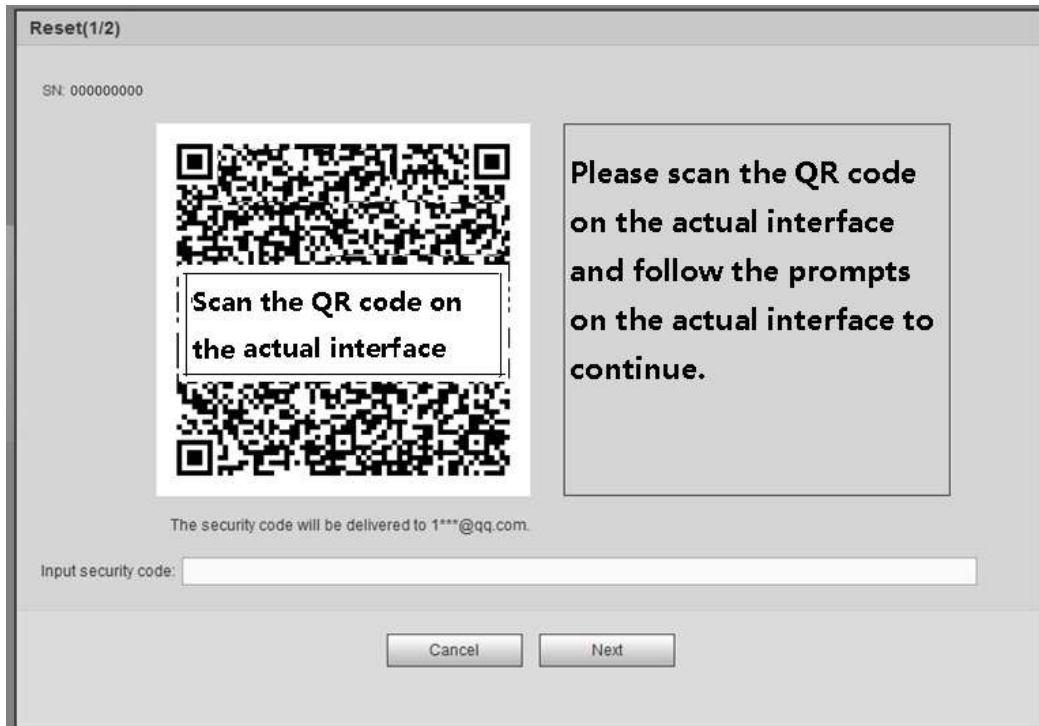 Reset(1/2)
SN: 000000000
Scan the QR code on
the actual interface
Please scan the QR code
on the actual interface
and follow the prompts
on the actual interface to
continue.
The security code will be delivered to 1***@qq.com.
Input security code:
Cancel
Next